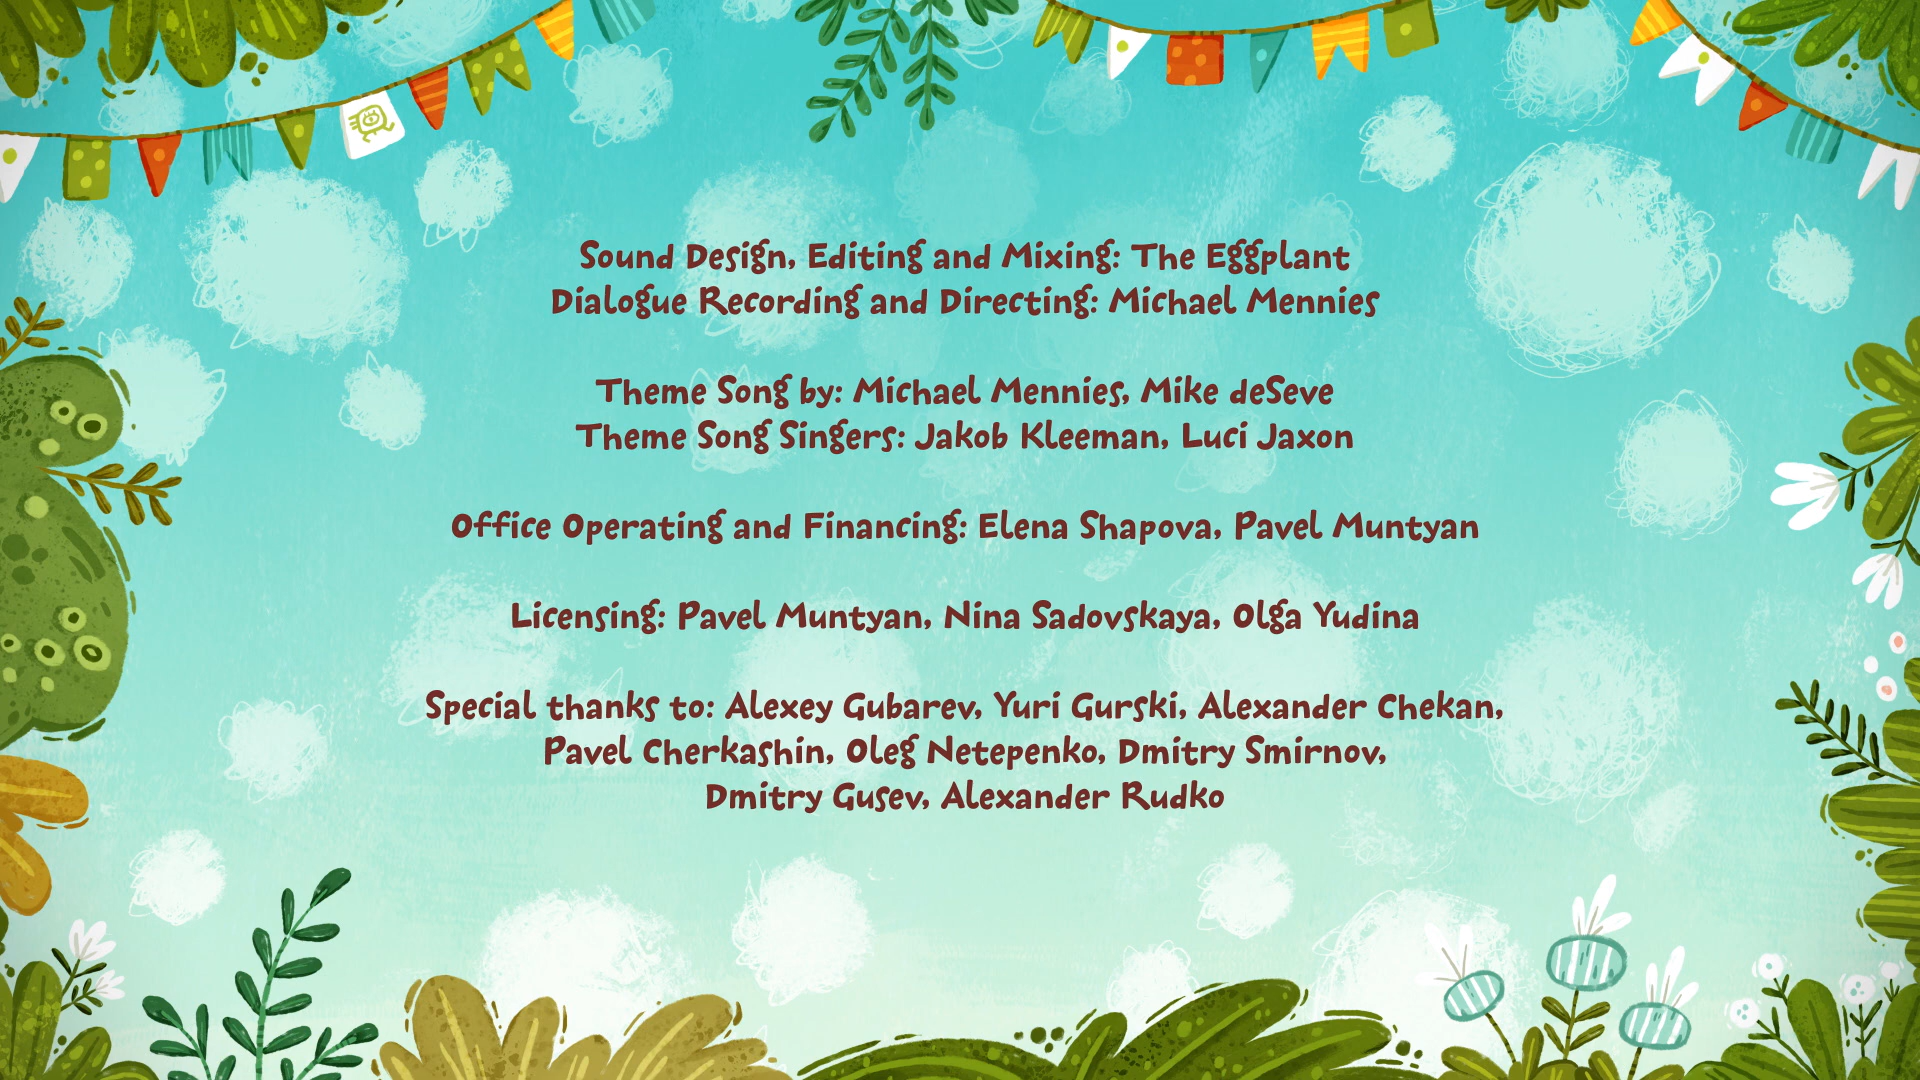 Sound Design, Editing and Mixing: The Eggplant
Dialogue Recording and Directing: Michael Mennies
Theme Song by: Michael Mennies, Mike deSeve
Theme Song Singers: Jakob Kleeman, Luci Jaxon
Office Operating and Financing: Elena Shapova, Pavel Muntyan
Licensing: Pavel Muntyan, Nina Sadovskaya, Olga Yudina
Special thanks to: Alexey Gubarev, Yuri Gurski, Alexander Chekan,
Pavel Cherkashin, Oleg Netepenko, Dmitry Smirnov,
Dmitry Gusev, Alexander Rudko